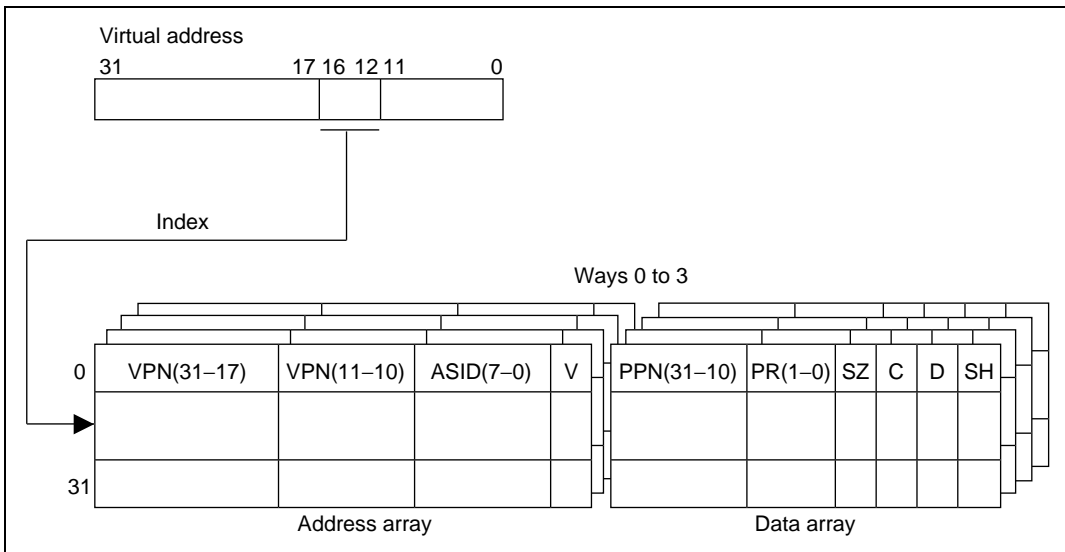 Virtual address
31 17 16 12 11 0
Index
Ways 0 to 3
0 VPN(31−17) VPN(11−10) ASID(7−0) V PPN(31−10) PR(1−0) SZ C D SH
31
Address array Data array